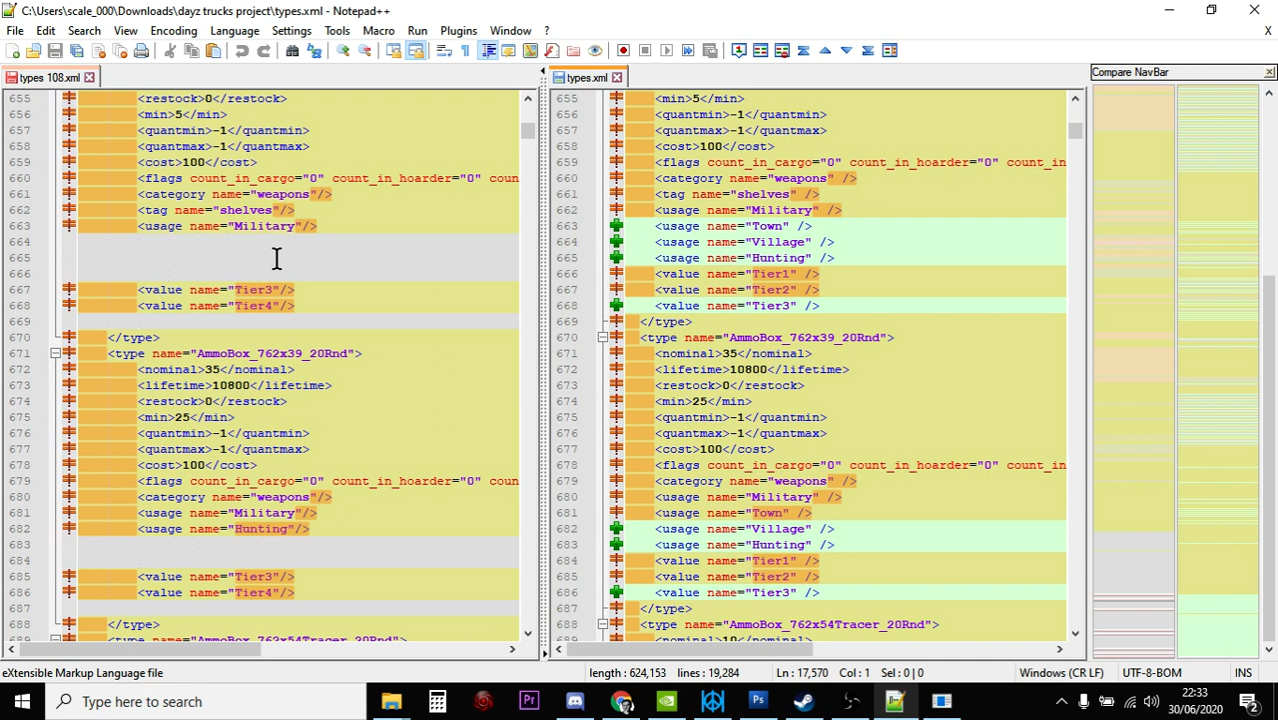 C:\Users\scale_000\Downloads\dayz trucks project\types.xml - Notepad++
File Edit Search View Encoding Language Settings Tools Macro Run Plugins Window ? X
types 108.xml
655 <restock>0</restock>
656 <min>5</min>
657 <quantmin>-1</quantmin>
658 <quantmax>-1</quantmax>
659 <cost>100</cost>
660 <flags count_in_cargo="0" count_in_hoarder="0" coun
661 <category name="weapons"/>
662 <tag name="shelves"/>
663 <usage name="Military"/>
664
665
666
667 <value name="Tier3"/>
668 <value name="Tier4"/>
669
670 </type>
671 <type name="AmmoBox_762x39_20Rnd">
672 <nominal>35</nominal>
673 <lifetime>10800</lifetime>
674 <restock>0</restock>
675 <min>25</min>
676 <quantmin>-1</quantmin>
677 <quantmax>-1</quantmax>
678 <cost>100</cost>
679 <flags count_in_cargo="0" count_in_hoarder="0" coun
680 <category name="weapons"/>
681 <usage name="Military"/>
682 <usage name="Hunting"/>
683
684
685 <value name="Tier3"/>
686 <value name="Tier4"/>
687
688 </type>
689 <type name="AmmoBox_762x54Tracer_20Rnd">
types.xml
655 <min>5</min>
656 <quantmin>-1</quantmin>
657 <quantmax>-1</quantmax>
658 <cost>100</cost>
659 <flags count_in_cargo="0" count_in_hoarder="0" count_in
660 <category name="weapons" />
661 <tag name="shelves" />
662 <usage name="Military" />
663 <usage name="Town" />
664 <usage name="Village" />
665 <usage name="Hunting" />
666 <value name="Tier1" />
667 <value name="Tier2" />
668 <value name="Tier3" />
669 </type>
670 <type name="AmmoBox_762x39_20Rnd">
671 <nominal>35</nominal>
672 <lifetime>10800</lifetime>
673 <restock>0</restock>
674 <min>25</min>
675 <quantmin>-1</quantmin>
676 <quantmax>-1</quantmax>
677 <cost>100</cost>
678 <flags count_in_cargo="0" count_in_hoarder="0" count_in
679 <category name="weapons" />
680 <usage name="Military" />
681 <usage name="Town" />
682 <usage name="Village" />
683 <usage name="Hunting" />
684 <value name="Tier1" />
685 <value name="Tier2" />
686 <value name="Tier3" />
687 </type>
688 <type name="AmmoBox_762x54Tracer_20Rnd">
689 <nominal>10</nominal>
Compare NavBar
eXtensible Markup Language file length : 624,153 lines : 19,284 Ln : 17,570 Col : 1 Sel : 0 | 0 Windows (CR LF) UTF-8-BOM INS
Type here to search
22:33
30/06/2020
2